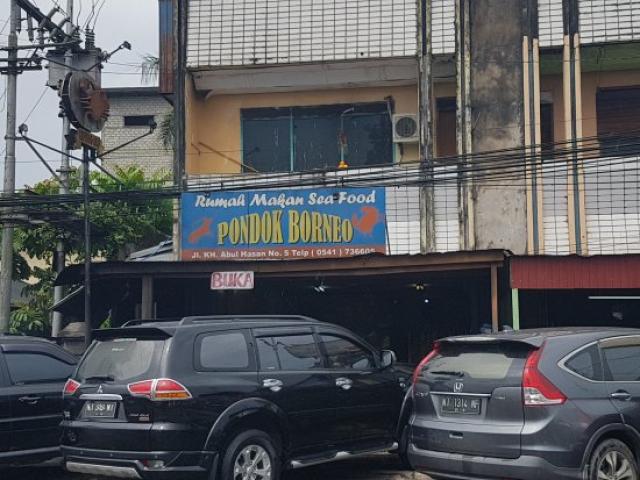 Rumah Makan Sea Food
PONDOK BORNEO
Jl. KH. Abul Hasan No. 5 Telp ( 0541 ) 736605
BUKA